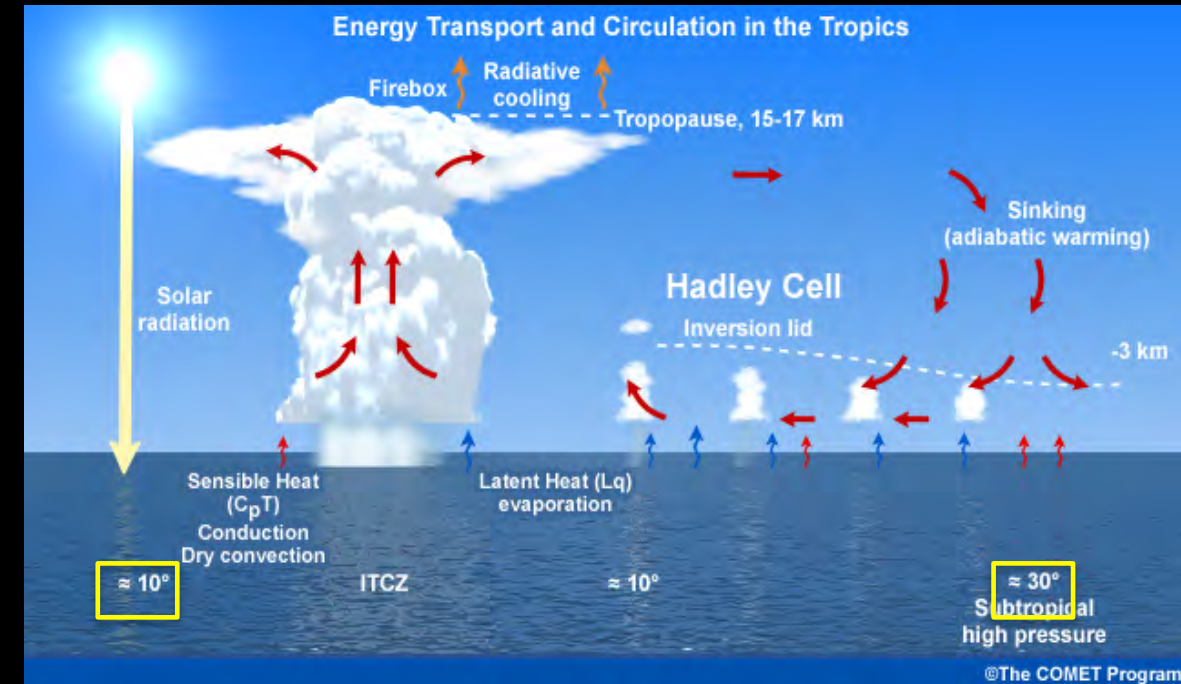 Energy Transport and Circulation in the Tropics
Firebox
Radiative
cooling
Tropopause, 15-17 km
Sinking
(adiabatic warming)
Solar
radiation
Hadley Cell
Inversion lid
-3 km
Sensible Heat
(CpT)
Conduction
Dry convection
Latent Heat (Lq)
evaporation
≈ 10°
ITCZ
≈ 10°
≈ 30°
Subtropical
high pressure
©The COMET Program